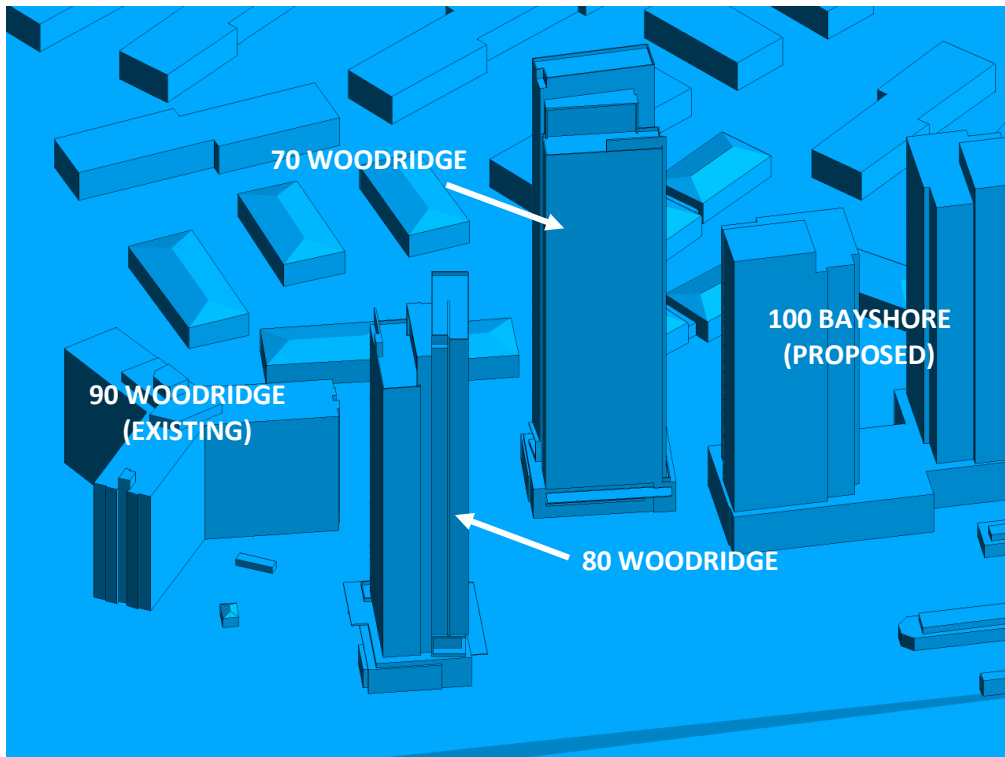 70 WOODRIDGE
100 BAYSHORE
(PROPOSED)
90 WOODRIDGE
(EXISTING)
80 WOODRIDGE